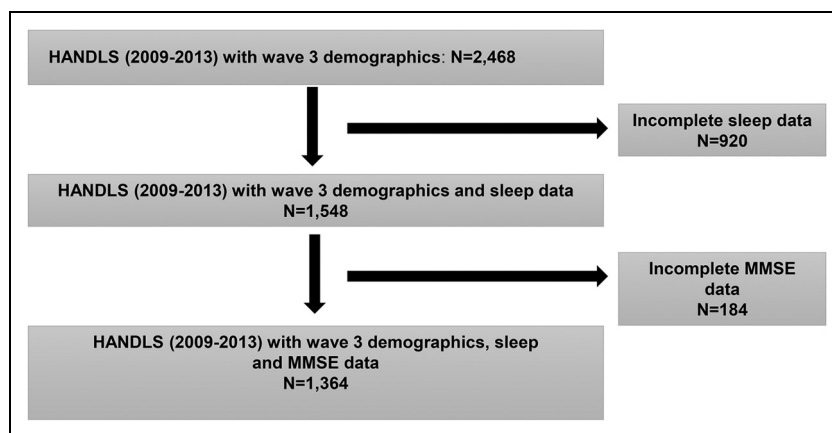 HANDLS (2009-2013) with wave 3 demographics: N=2,468
Incomplete sleep data
N=920
HANDLS (2009-2013) with wave 3 demographics and sleep data
N=1,548
Incomplete MMSE
data
N=184
HANDLS (2009-2013) with wave 3 demographics, sleep
and MMSE data
N=1,364